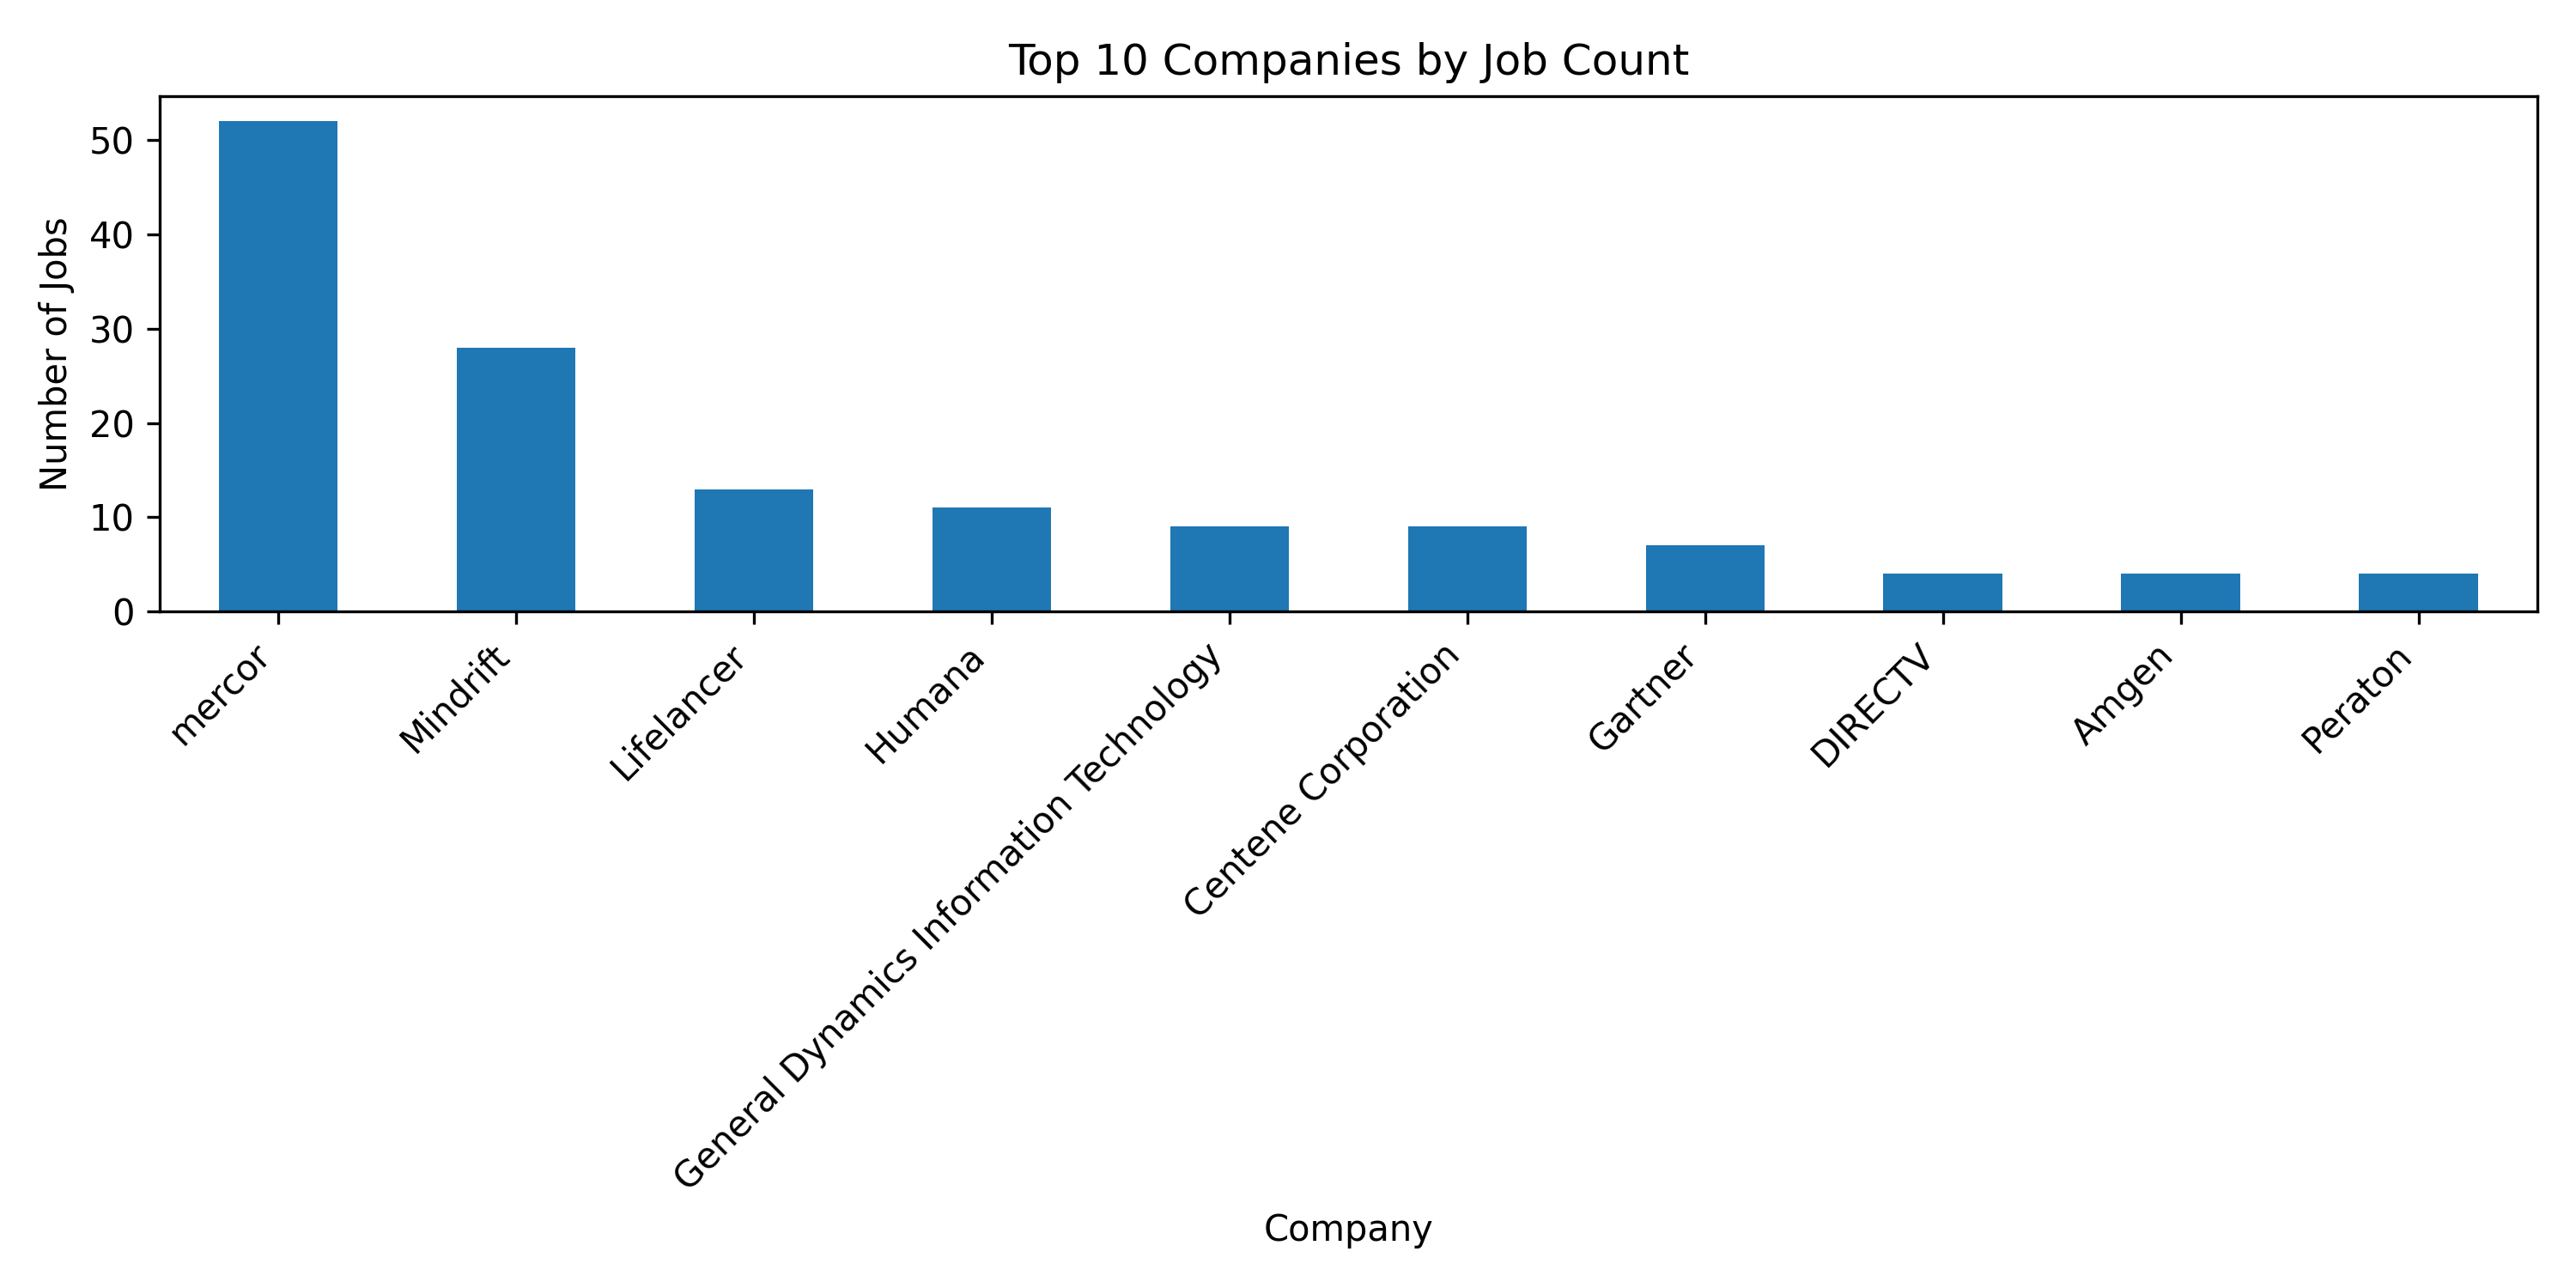 Top 10 Companies by Job Count
Number of Jobs
50
40
30
20
10
0
mercor
Mindrift
Lifelancer
Humana
General Dynamics Information Technology
Centene Corporation
Gartner
DIRECTV
Amgen
Peraton
Company